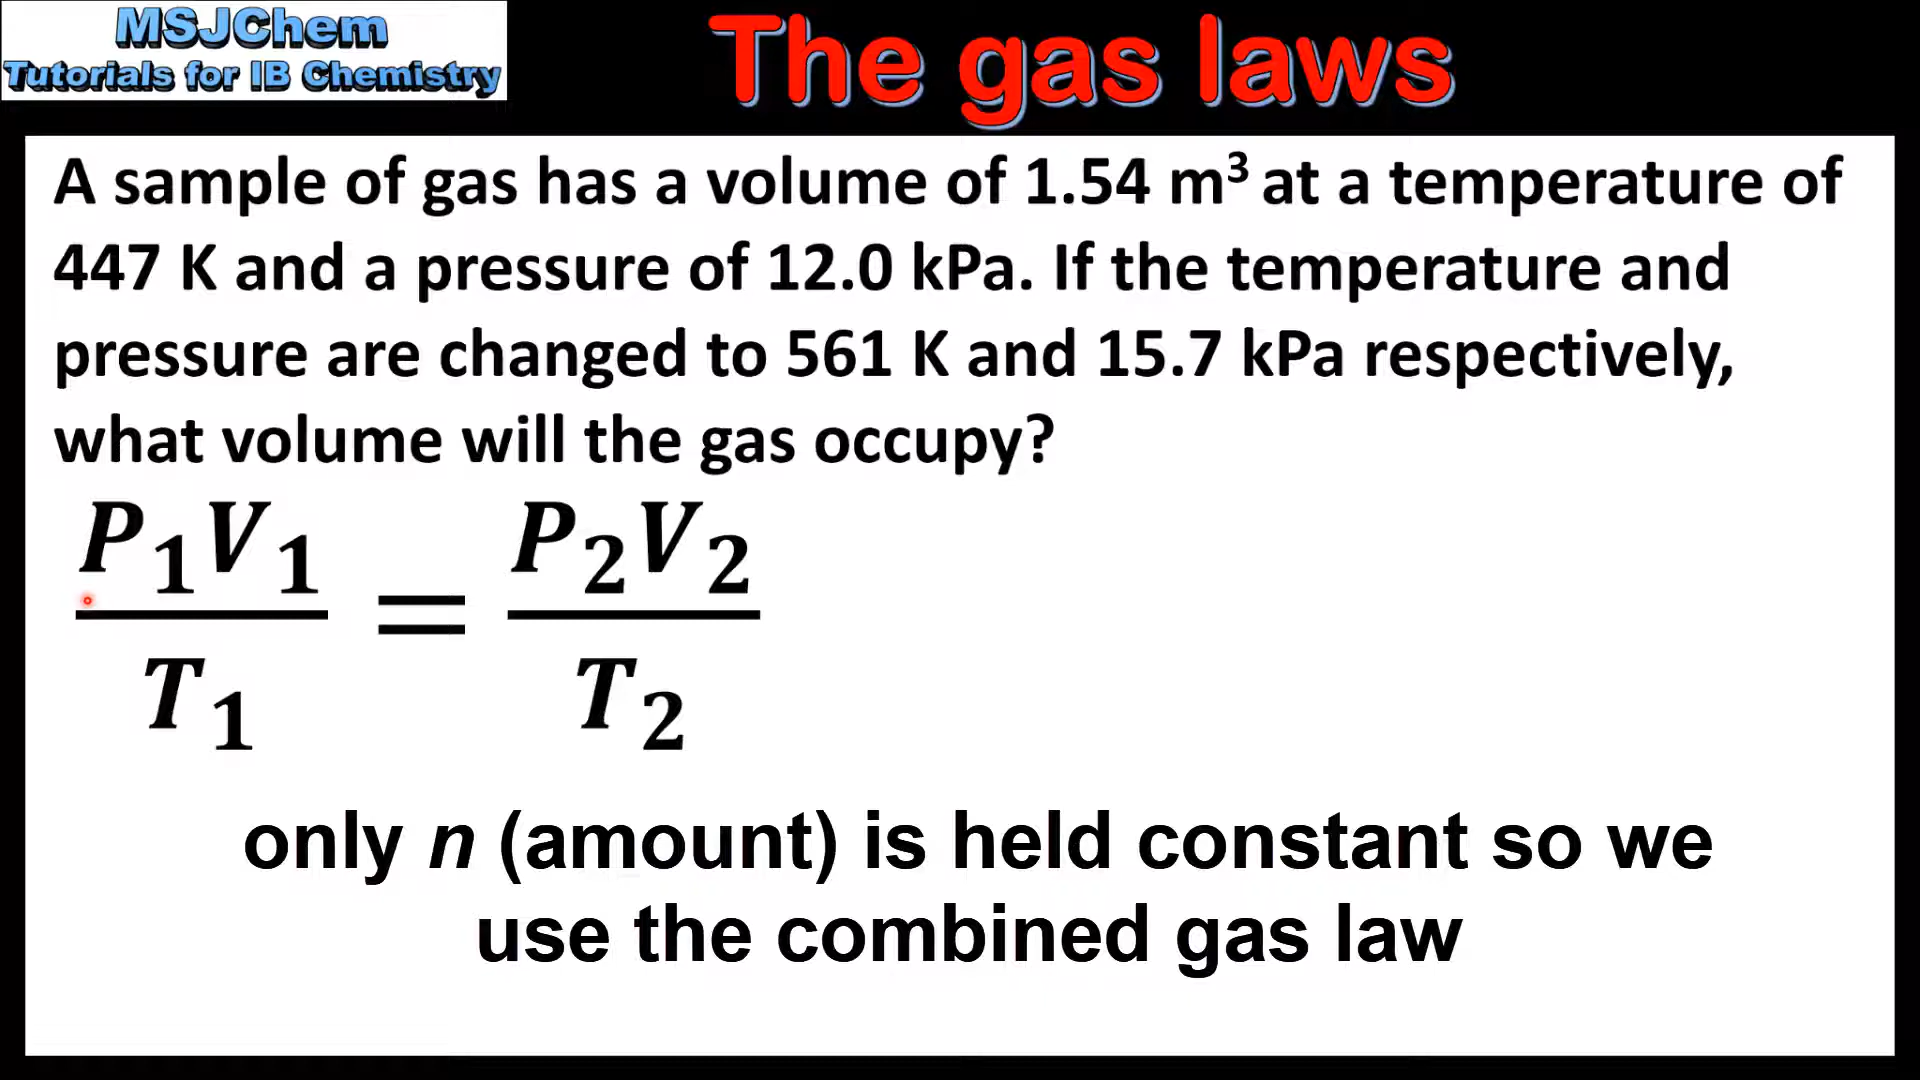 MSJChem
Tutorials for IB Chemistry
The gas laws
A sample of gas has a volume of 1.54 m³ at a temperature of
447 K and a pressure of 12.0 kPa. If the temperature and
pressure are changed to 561 K and 15.7 kPa respectively,
what volume will the gas occupy?
P₁V₁/T₁ = P₂V₂/T₂
only n (amount) is held constant so we
use the combined gas law